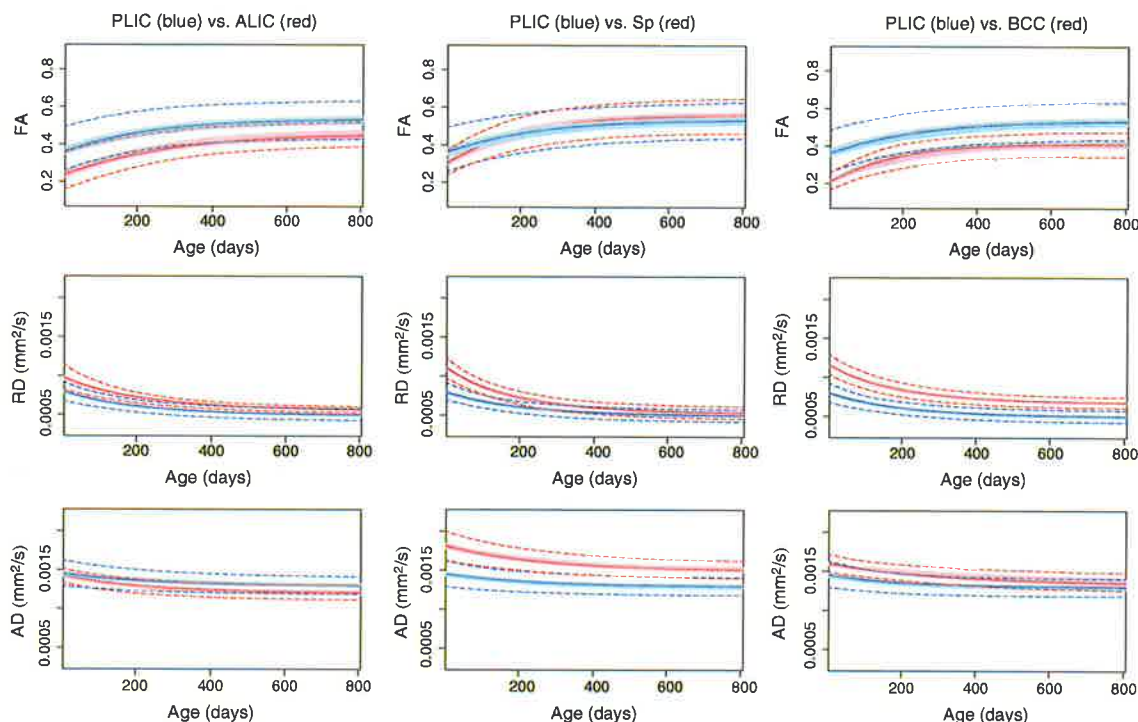 PLIC (blue) vs. ALIC (red)
PLIC (blue) vs. Sp (red)
PLIC (blue) vs. BCC (red)
FA
0.2 0.4 0.6 0.8
200 400 600 800
Age (days)
FA
0.2 0.4 0.6 0.8
200 400 600 800
Age (days)
FA
0.2 0.4 0.6 0.8
200 400 600 800
Age (days)
RD (mm²/s)
0.0005 0.0015
200 400 600 800
Age (days)
RD (mm²/s)
0.0005 0.0015
200 400 600 800
Age (days)
RD (mm²/s)
0.0005 0.0015
200 400 600 800
Age (days)
AD (mm²/s)
0.0005 0.0015
200 400 600 800
Age (days)
AD (mm²/s)
0.0005 0.0015
200 400 600 800
Age (days)
AD (mm²/s)
0.0005 0.0015
200 400 600 800
Age (days)